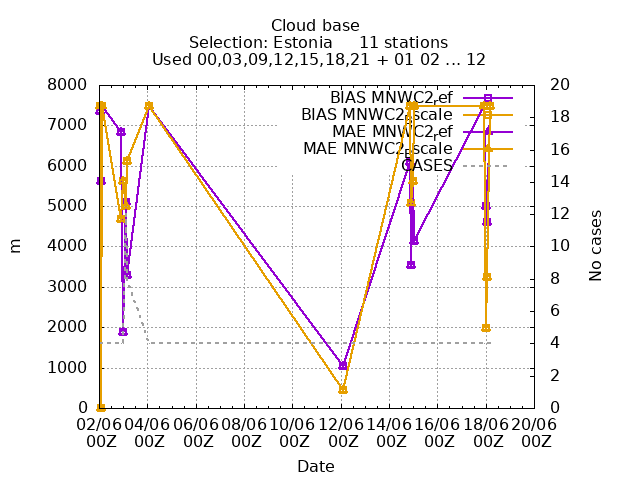 Cloud base
Selection: Estonia 11 stations
Used 00,03,09,12,15,18,21 + 01 02 ... 12
8000
7000
6000
5000
4000
3000
2000
1000
0
m
20
18
16
14
12
10
8
6
4
2
0
No cases
BIAS MNWC2_ref
BIAS MNWC2_Escale
MAE MNWC2_ref
MAE MNWC2_Escale
CASES
02/06 04/06 06/06 08/06 10/06 12/06 14/06 16/06 18/06 20/06
00Z 00Z 00Z 00Z 00Z 00Z 00Z 00Z 00Z 00Z
Date